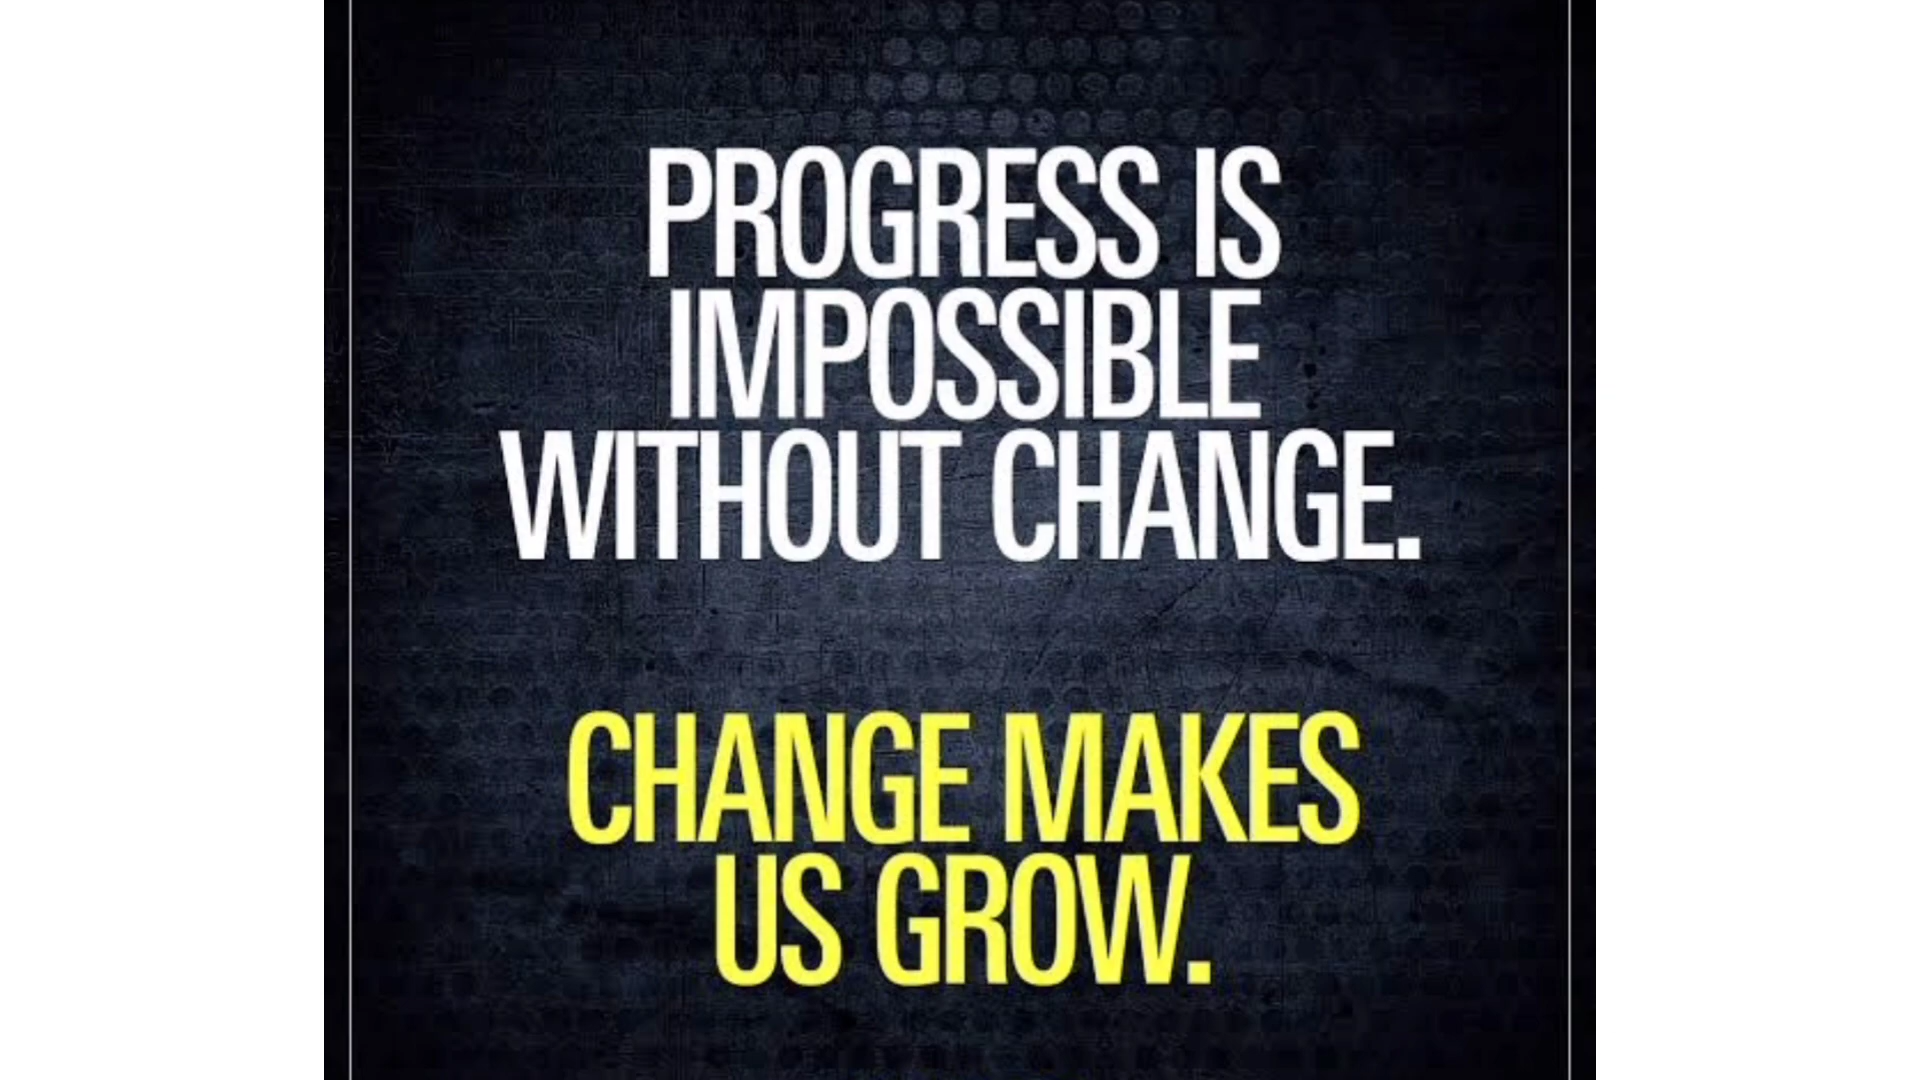 PROGRESS IS
IMPOSSIBLE
WITHOUT CHANGE.
CHANGE MAKES
US GROW.